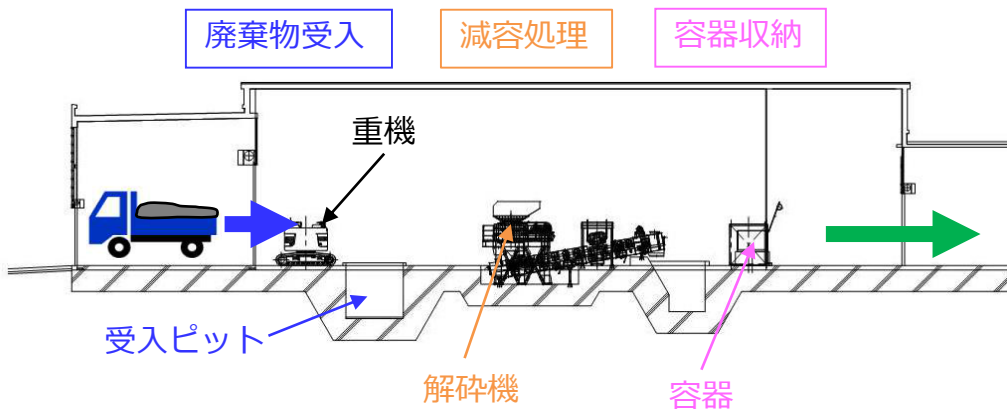 廃棄物受入
減容処理
容器収納
重機
受入ピット
解砕機
容器